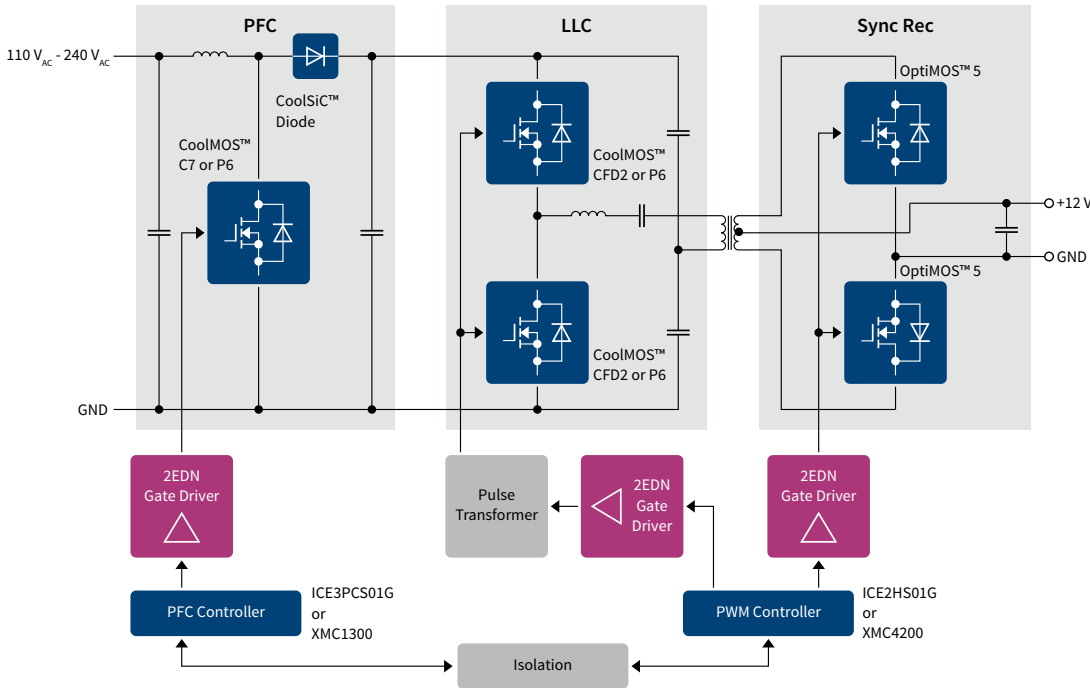 PFC
LLC
Sync Rec
110 VAC - 240 VAC
CoolSiC™
Diode
CoolMOS™
C7 or P6
CoolMOS™
CFD2 or P6
CoolMOS™
CFD2 or P6
OptiMOS™ 5
OptiMOS™ 5
+12 V
GND
GND
2EDN
Gate Driver
Pulse
Transformer
2EDN
Gate
Driver
2EDN
Gate Driver
PFC Controller
ICE3PCS01G
or
XMC1300
PWM Controller
ICE2HS01G
or
XMC4200
Isolation